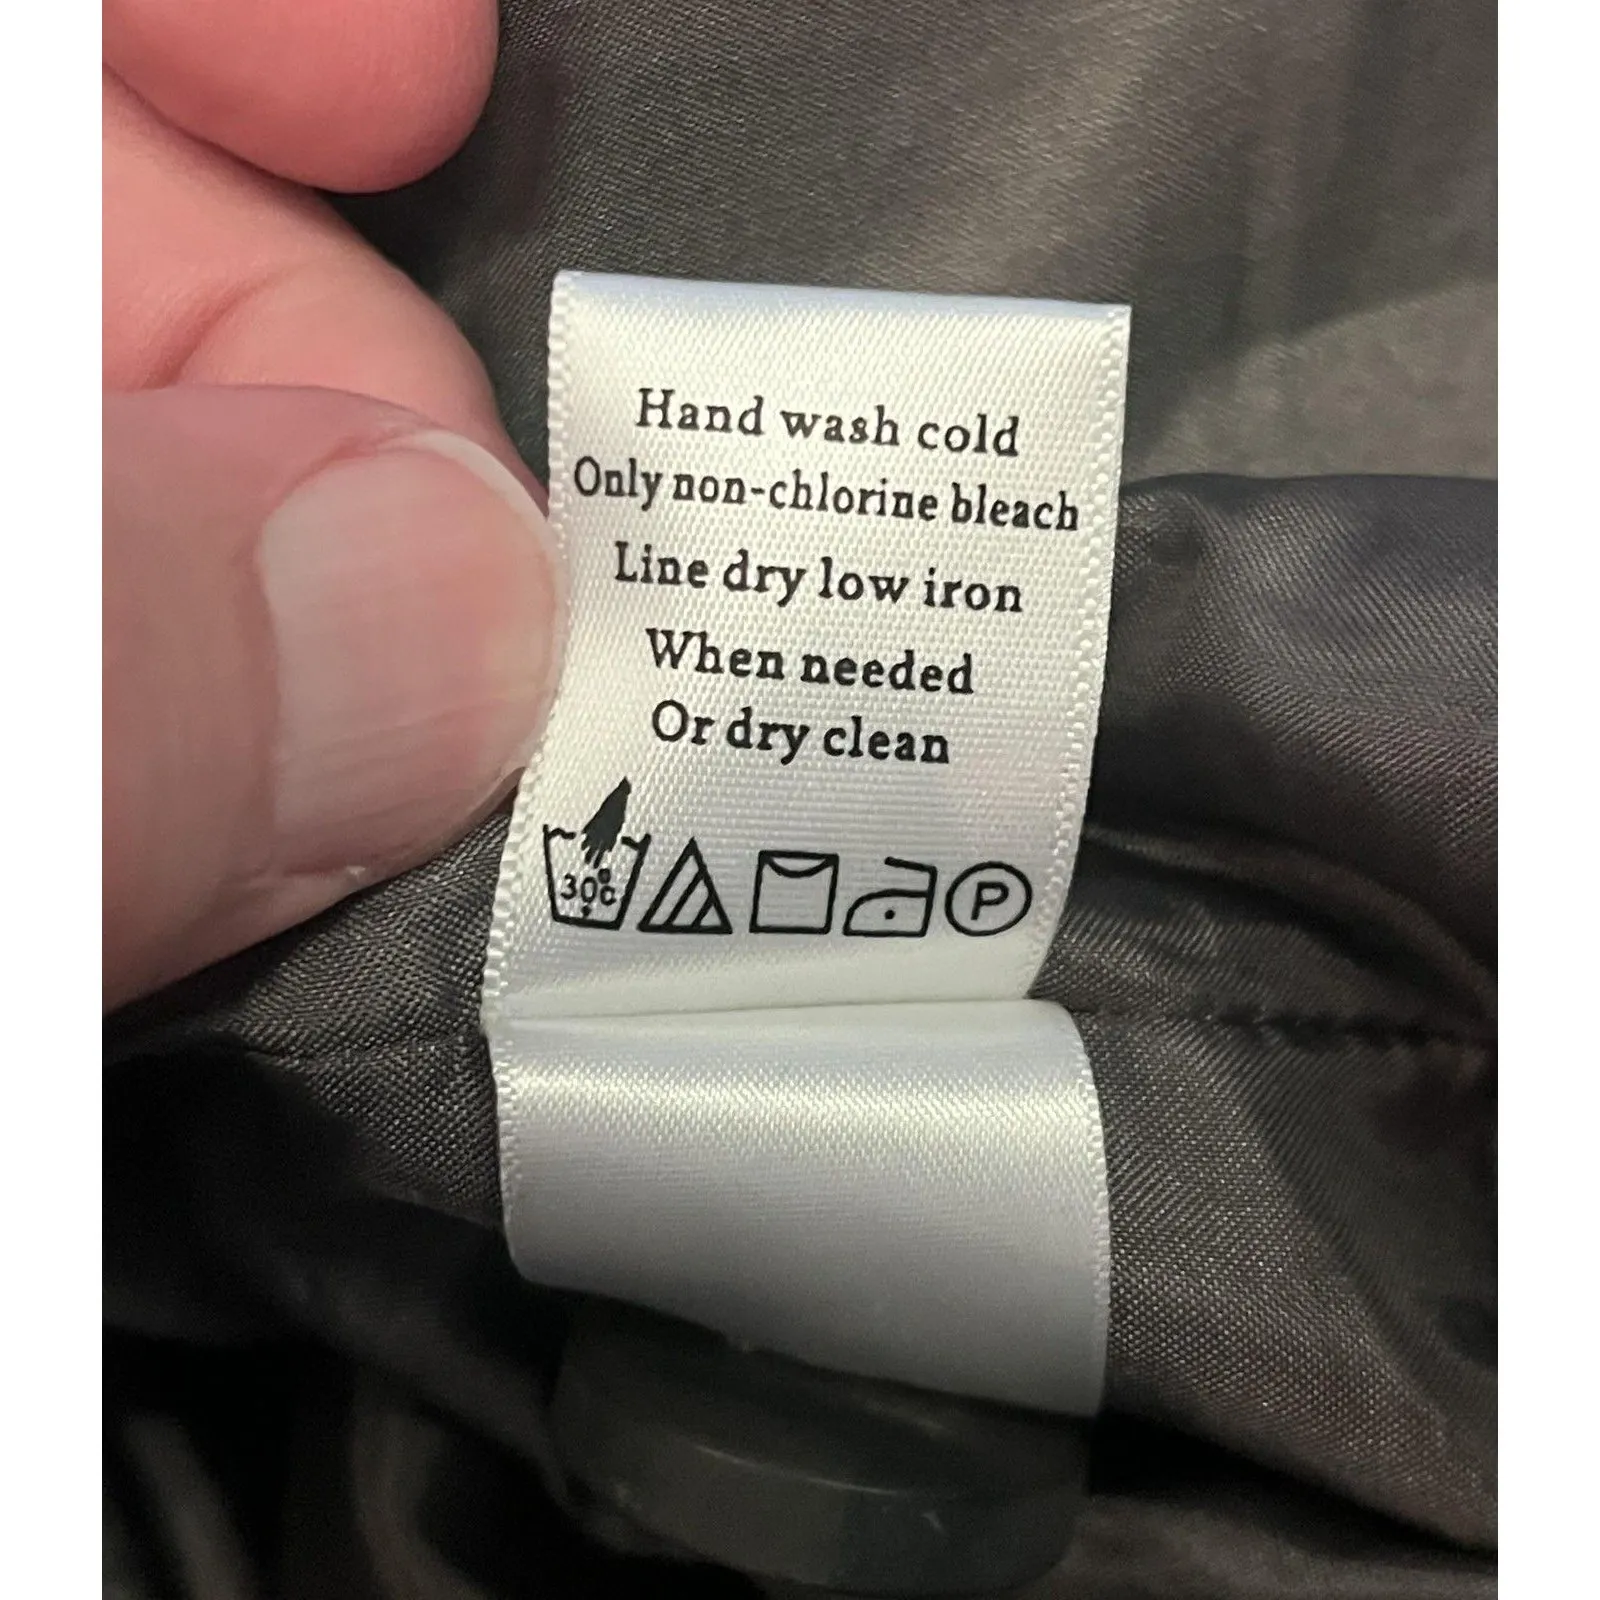 Hand wash cold
Only non-chlorine bleach
Line dry low iron
When needed
Or dry clean
30°C P